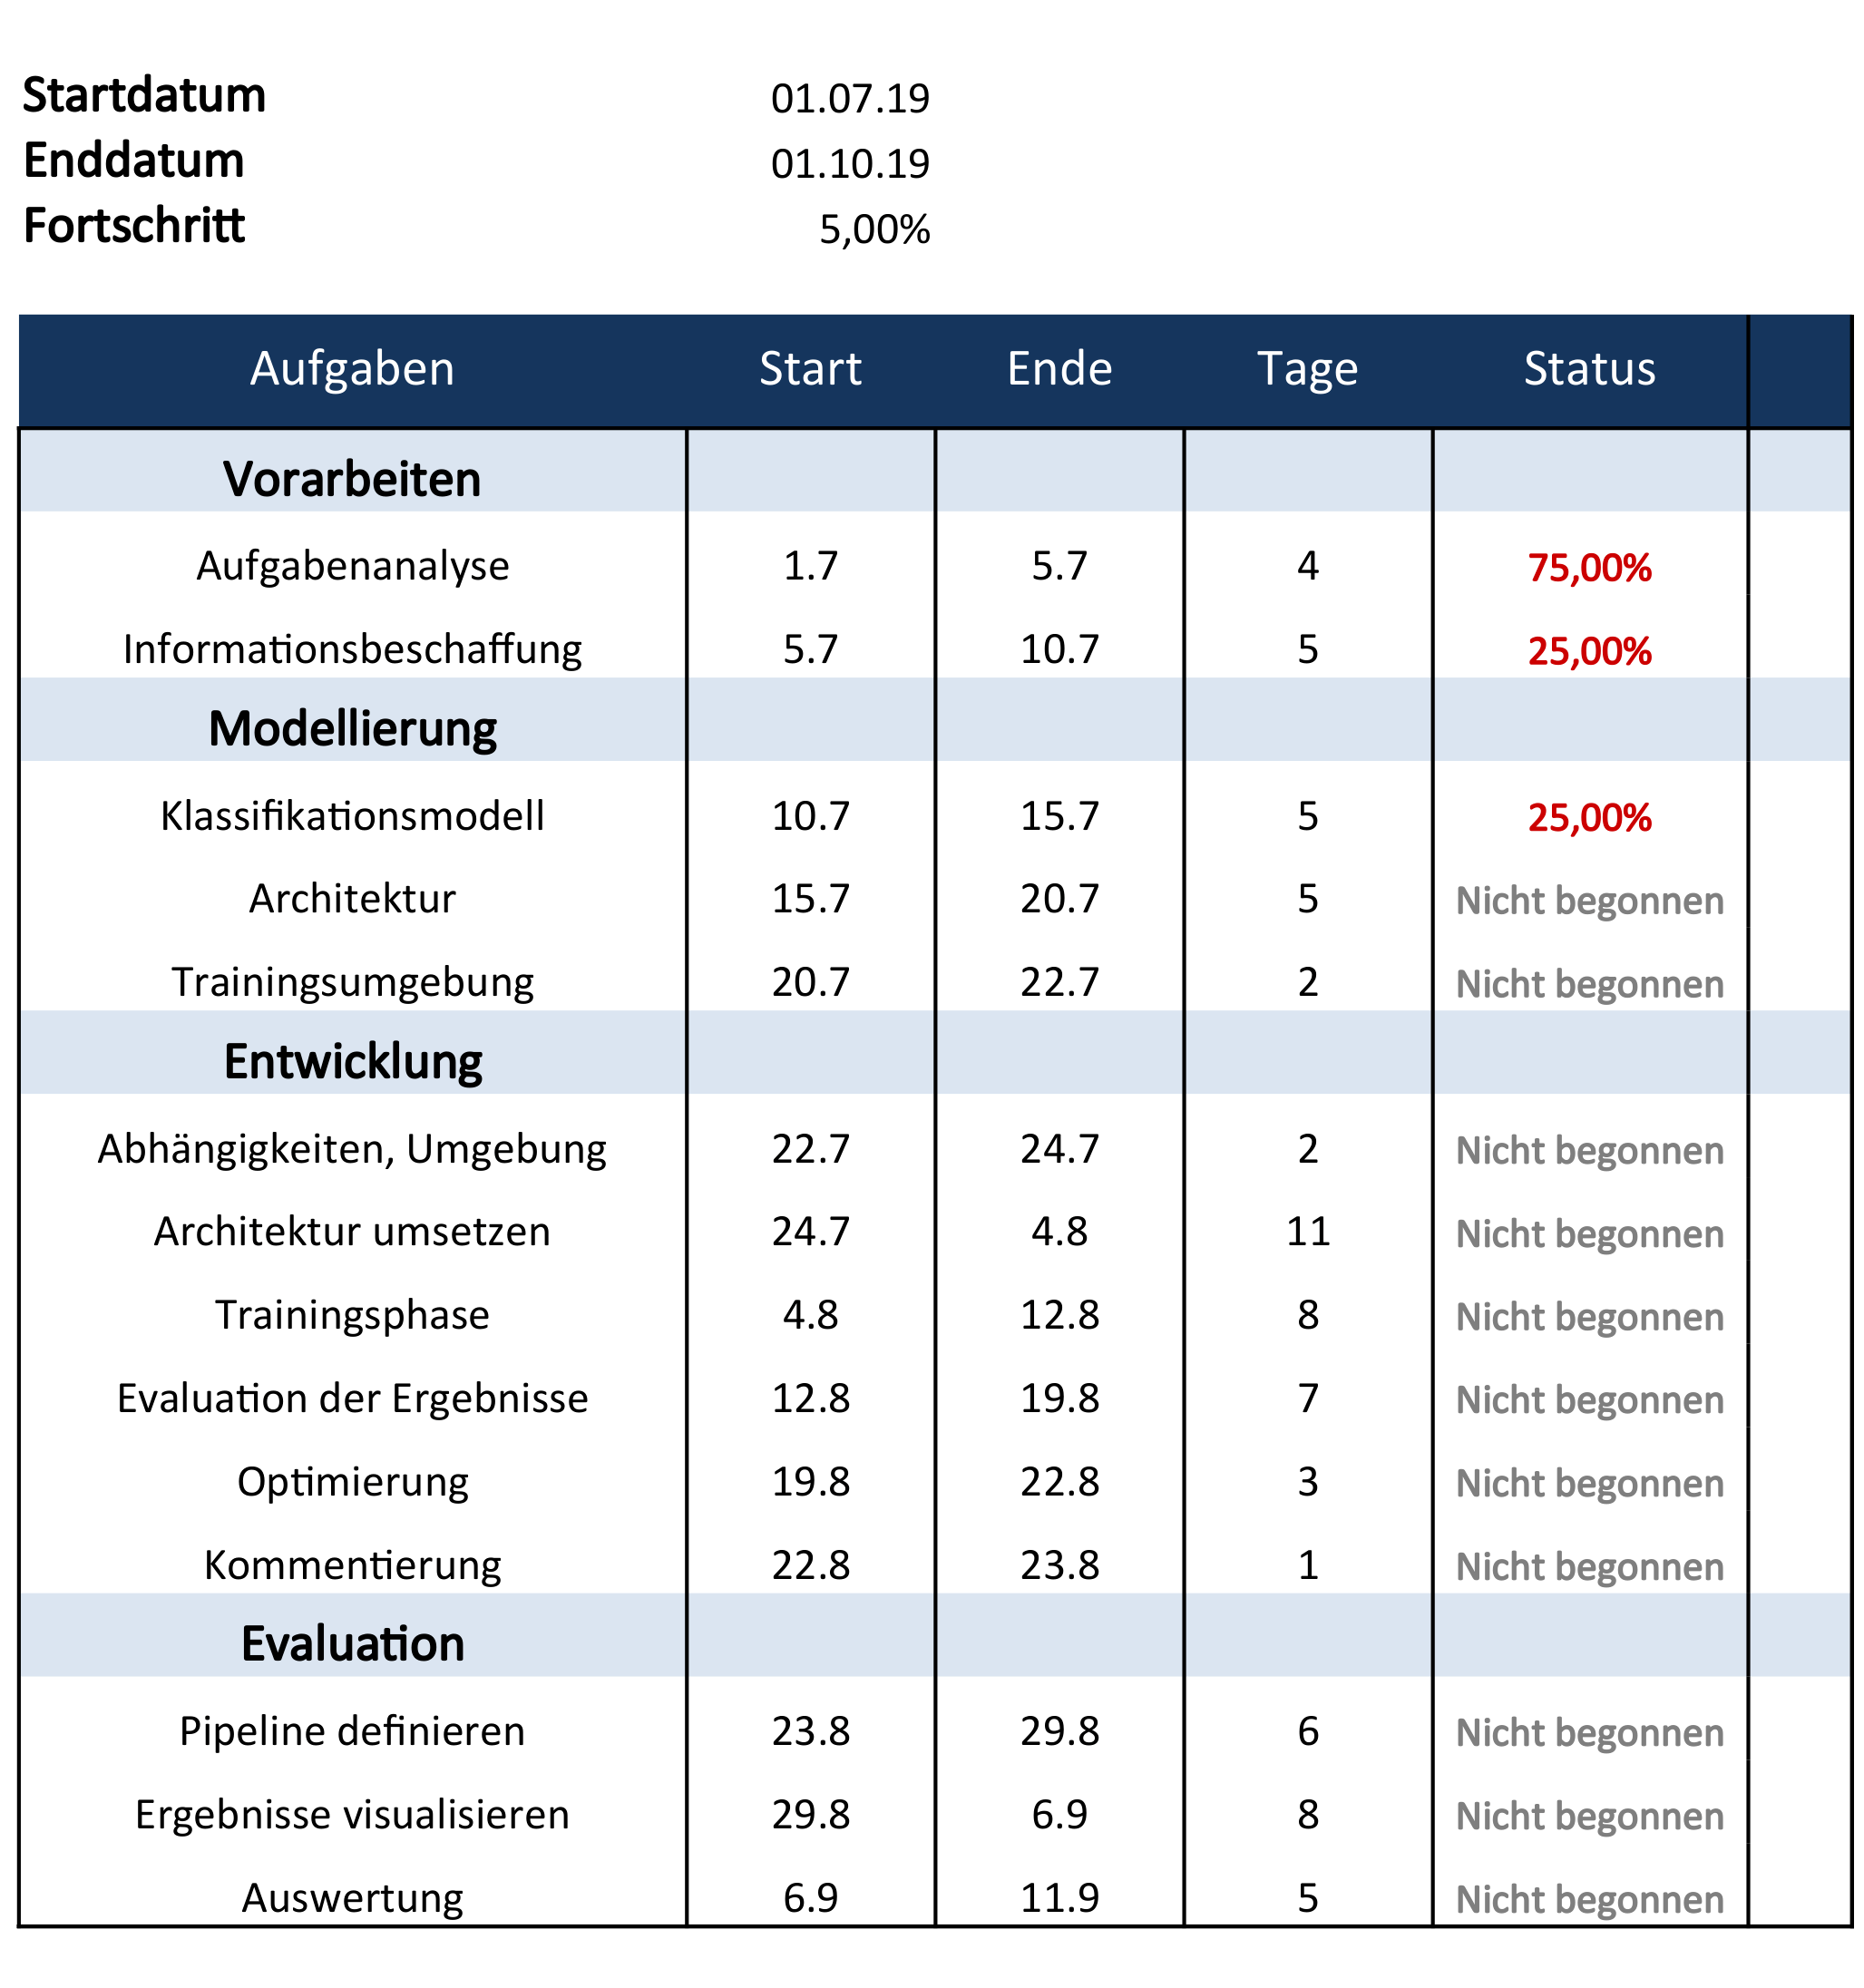 Startdatum 01.07.19
Enddatum 01.10.19
Fortschritt 5,00%
Aufgaben Start Ende Tage Status
Vorarbeiten
Aufgabenanalyse 1.7 5.7 4 75,00%
Informationsbeschaffung 5.7 10.7 5 25,00%
Modellierung
Klassifikationsmodell 10.7 15.7 5 25,00%
Architektur 15.7 20.7 5 Nicht begonnen
Trainingsumgebung 20.7 22.7 2 Nicht begonnen
Entwicklung
Abhängigkeiten, Umgebung 22.7 24.7 2 Nicht begonnen
Architektur umsetzen 24.7 4.8 11 Nicht begonnen
Trainingsphase 4.8 12.8 8 Nicht begonnen
Evaluation der Ergebnisse 12.8 19.8 7 Nicht begonnen
Optimierung 19.8 22.8 3 Nicht begonnen
Kommentierung 22.8 23.8 1 Nicht begonnen
Evaluation
Pipeline definieren 23.8 29.8 6 Nicht begonnen
Ergebnisse visualisieren 29.8 6.9 8 Nicht begonnen
Auswertung 6.9 11.9 5 Nicht begonnen